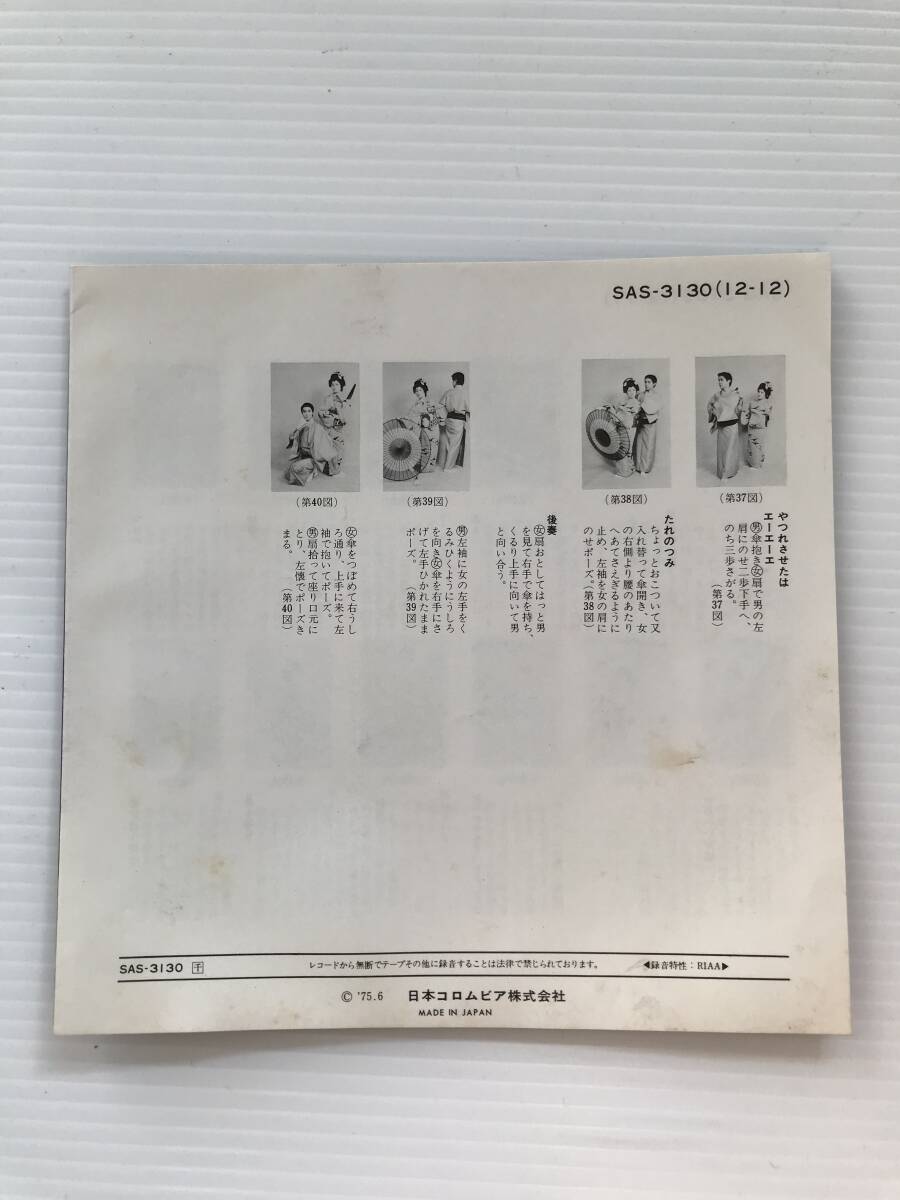 SAS-3130(12-12)
(第37図)
(第38図)
(第39図)
(第40図)
やつれさせたは
エーエーエ
㊚傘抱き㊛扇で男の左
肩にのせ二歩下手へ、
のち三歩さがる。
(第37図)
たれのつみ
ちょっとおこついて又
入れ替って傘開き、女
の右側より腰のあたり
へあてさえぎるように
止め、左袖を女の肩に
のせポーズ。(第38図)
後奏
㊛扇おとしてはっと男
を見て右手で傘を持ち、
くるり上手に向いて男
と向い合う。
㊚左袖に女の左手をく
るみひくようにうしろ
を向き㊛傘を右手にさ
げて左手ひかれたまま
ポーズ。(第39図)
㊛傘をつぼめて右うし
ろ通り、上手に来て左
袖で抱いてポーズ。
㊚扇拾って座り口元に
とり、左懐でポーズき
まる。(第40図)
SAS-3130 千
レコードから無断でテープその他に録音することは法律で禁じられております。
◀録音特性:RIAA▶
© '75.6 日本コロムビア株式会社
MADE IN JAPAN